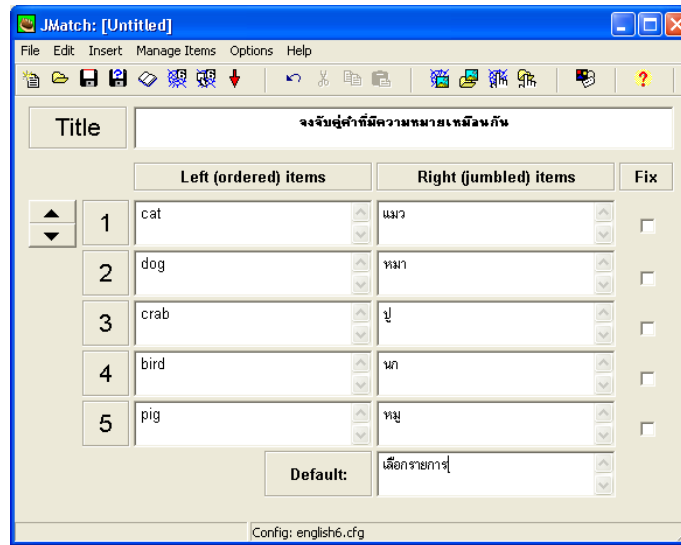 JMatch: [Untitled]
File Edit Insert Manage Items Options Help
Title จงจับคู่คำที่มีความหมายเหมือนกัน
Left (ordered) items Right (jumbled) items Fix
1 cat แมว
2 dog หมา
3 crab ปู
4 bird นก
5 pig หมู
Default: เลือกรายการ
Config: english6.cfg